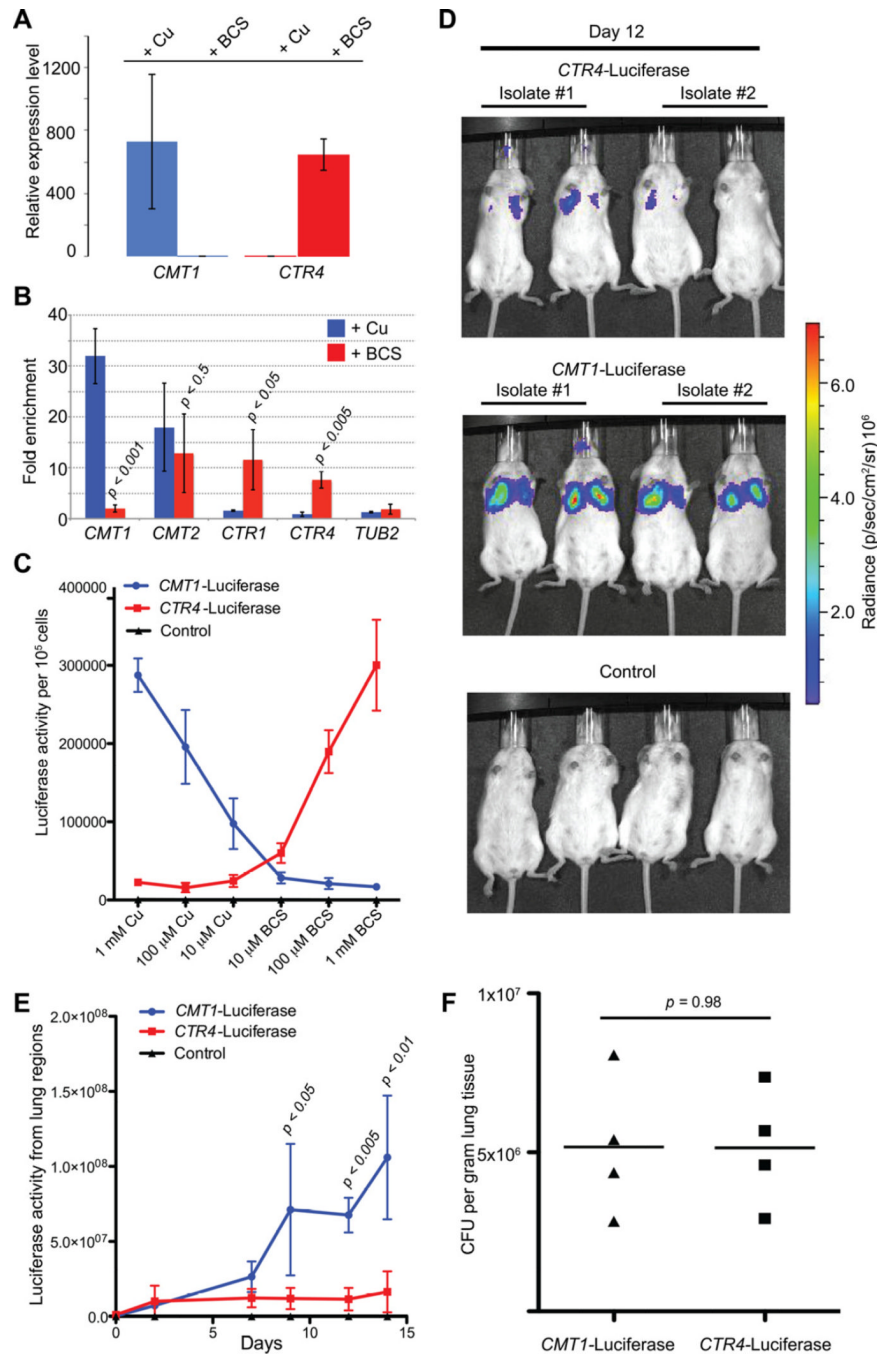 A
+ Cu
+ BCS
+ Cu
+ BCS
Relative expression level
1200
800
400
0
CMT1
CTR4
B
Fold enrichment
40
30
20
10
0
+ Cu
+ BCS
p < 0.001
p < 0.5
p < 0.05
p < 0.005
CMT1
CMT2
CTR1
CTR4
TUB2
C
CMT1-Luciferase
CTR4-Luciferase
Control
Luciferase activity per 10⁵ cells
400000
300000
200000
100000
0
1 mM Cu
100 μM Cu
10 μM Cu
10 μM BCS
100 μM BCS
1 mM BCS
D
Day 12
CTR4-Luciferase
Isolate #1
Isolate #2
CMT1-Luciferase
Isolate #1
Isolate #2
Control
6.0
4.0
2.0
Radiance (p/sec/cm²/sr) 10⁶
E
CMT1-Luciferase
CTR4-Luciferase
Control
Luciferase activity from lung regions
2.0×10⁰⁸
1.5×10⁰⁸
1.0×10⁰⁸
5.0×10⁰⁷
0.0
p < 0.05
p < 0.005
p < 0.01
0
5
10
15
Days
F
CFU per gram lung tissue
1x10⁷
5x10⁶
p = 0.98
CMT1-Luciferase
CTR4-Luciferase